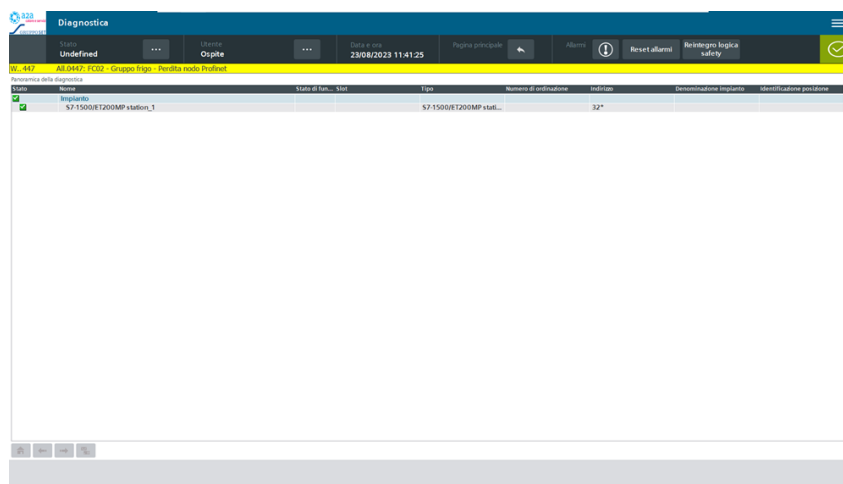 aza
Diagnostica
Stato
Undefined
...
Utente
Ospite
...
Data e ora
23/08/2023 11:41:25
Pagina principale
Allarmi
Reset allarmi
Reintegro logica
safety
W.. 447 All.0447: FC02 - Gruppo frigo - Perdita nodo Profinet
Panoramica della diagnostica
Stato Nome Stato di fun... Slot Tipo Numero di ordinazione Indirizzo Denominazione impianto Identificazione posizione
Impianto
S7-1500/ET200MP station_1 S7-1500/ET200MP stati... 32*